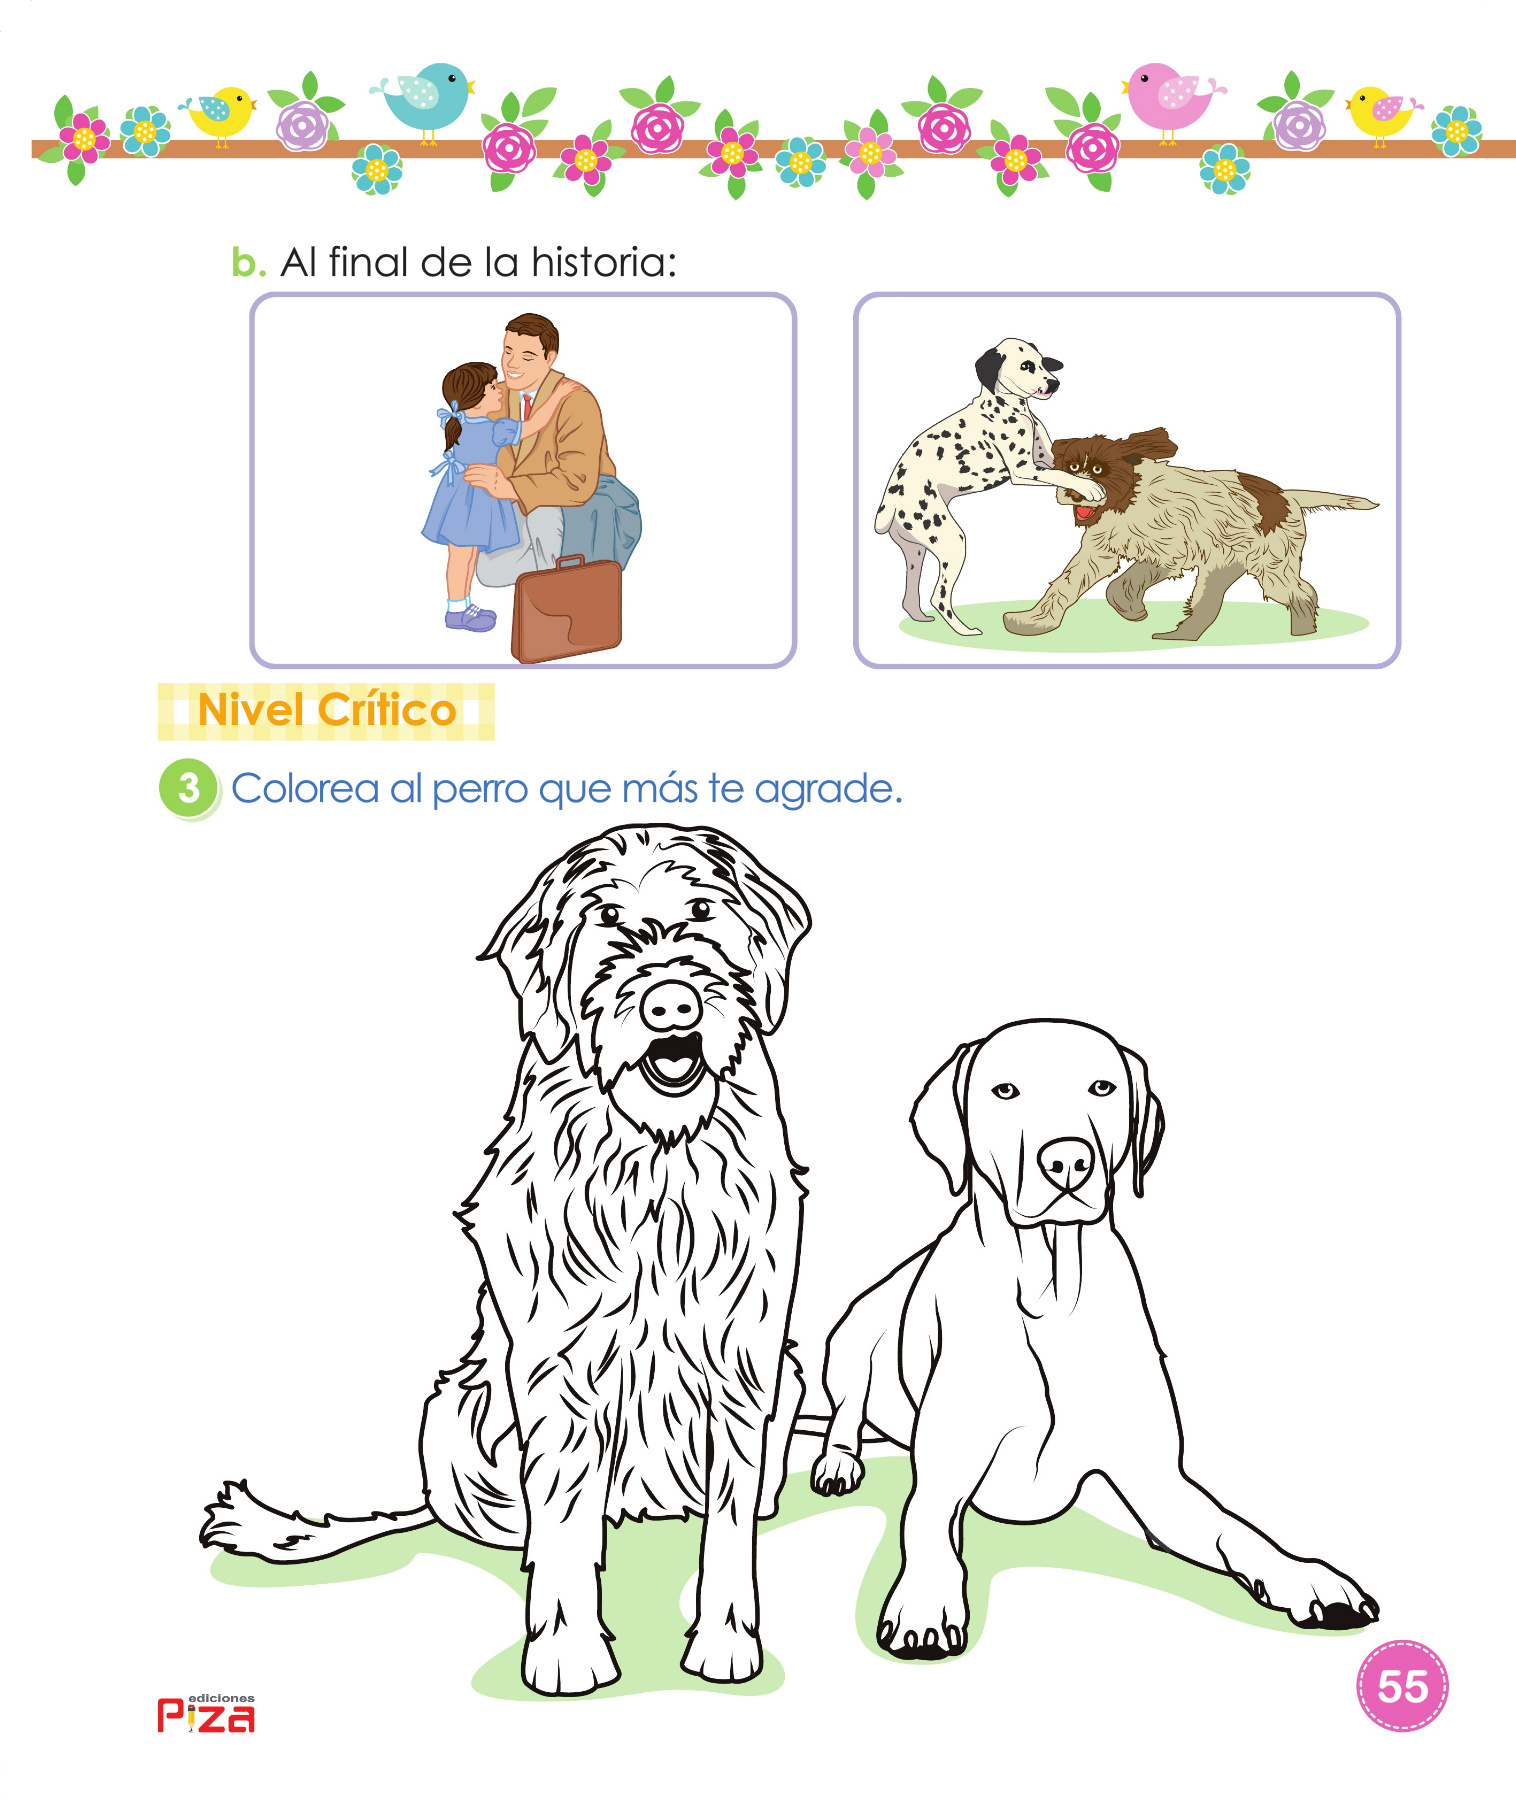 b. Al final de la historia:
Nivel Crítico
3 Colorea al perro que más te agrade.
ediciones
Piza
55